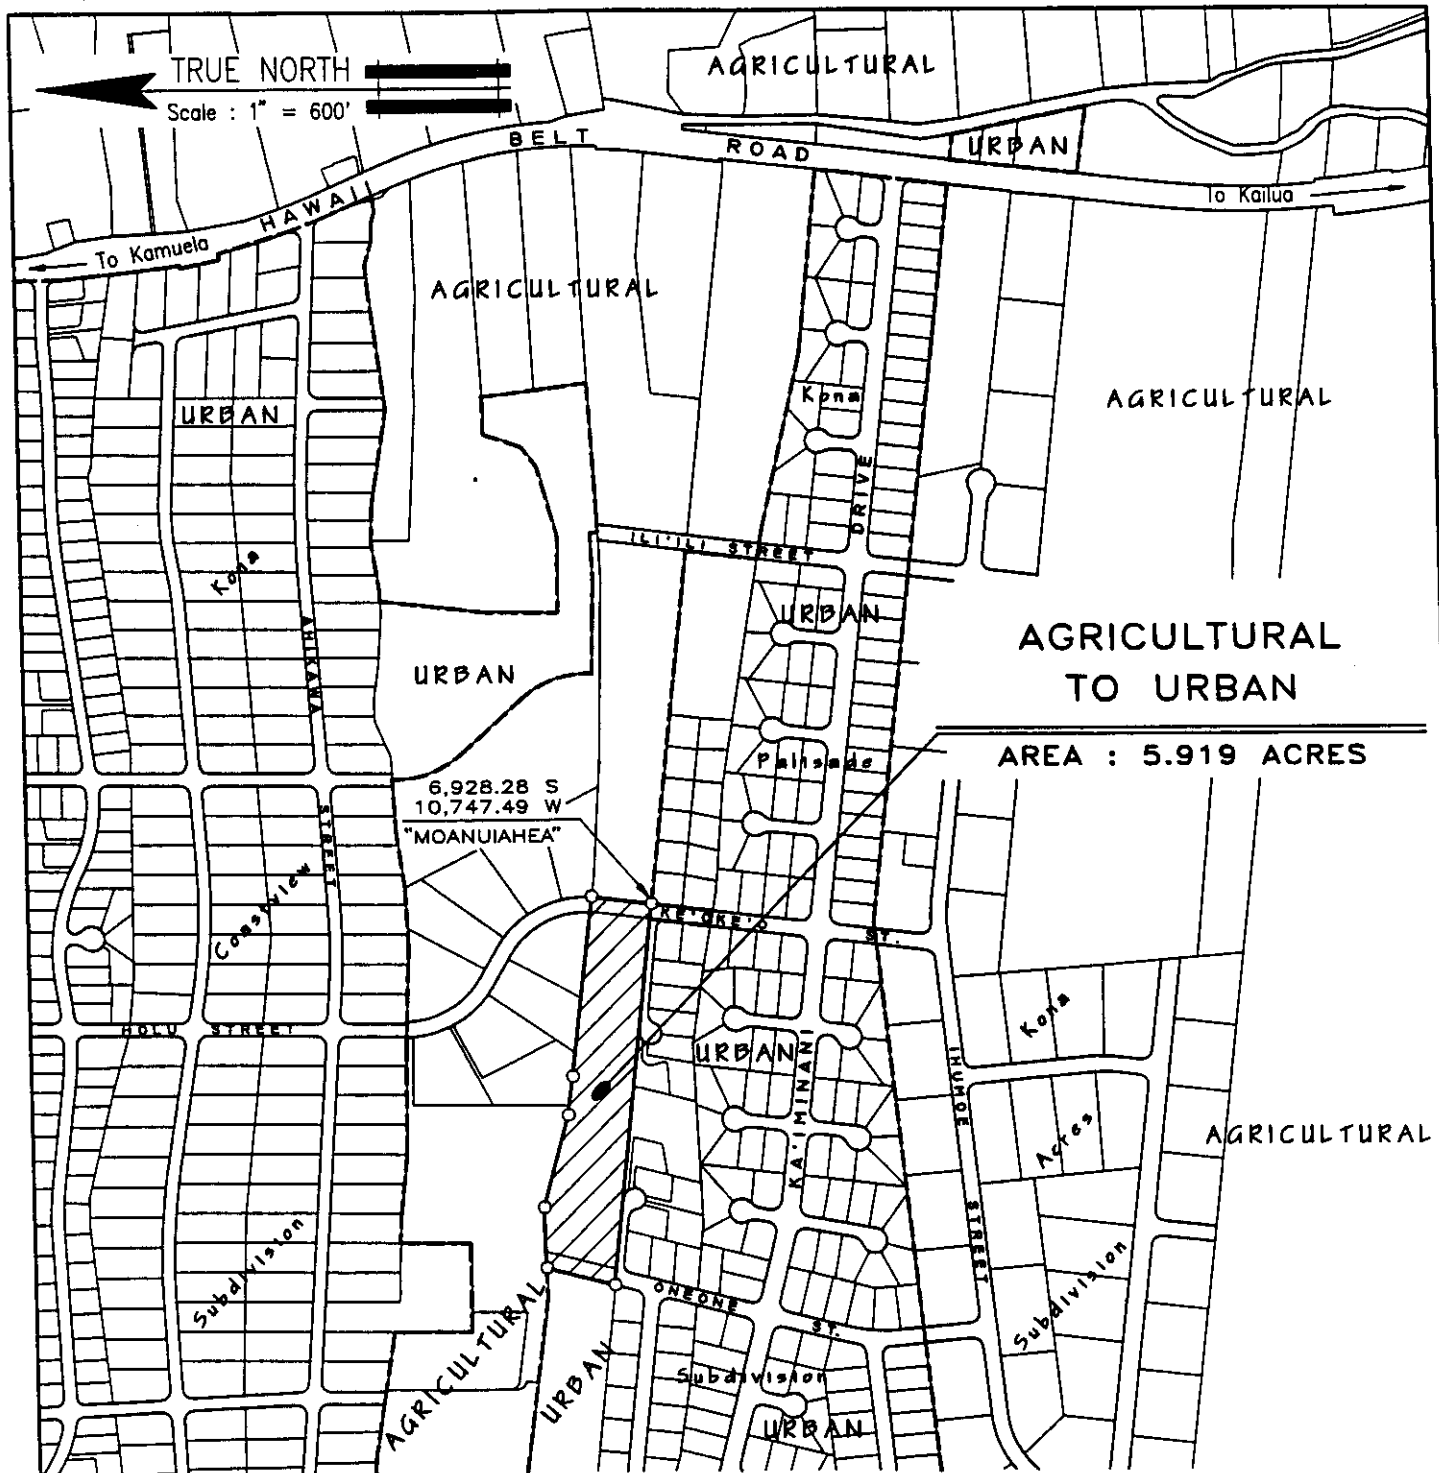 TRUE NORTH
Scale : 1" = 600'
AGRICULTURAL
HAWAII BELT ROAD
URBAN
To Kailua
To Kamuela
AGRICULTURAL
URBAN
Kona
AGRICULTURAL
DRIVE
ILI'ILI STREET
Kona
URBAN
AGRICULTURAL
TO URBAN
AREA : 5.919 ACRES
AHIKAWA
STREET
URBAN
Palisade
6,928.28 S
10,747.49 W
"MOANUIAHEA"
Coastview
KE'OKE'O
ST.
HOLU STREET
URBAN
KA'IMINANI
IHUMOE
STREET
Kona
Acres
Subdivision
AGRICULTURAL
Subdivision
ONEONE
ST.
AGRICULTURAL
URBAN
Subdivision
URBAN